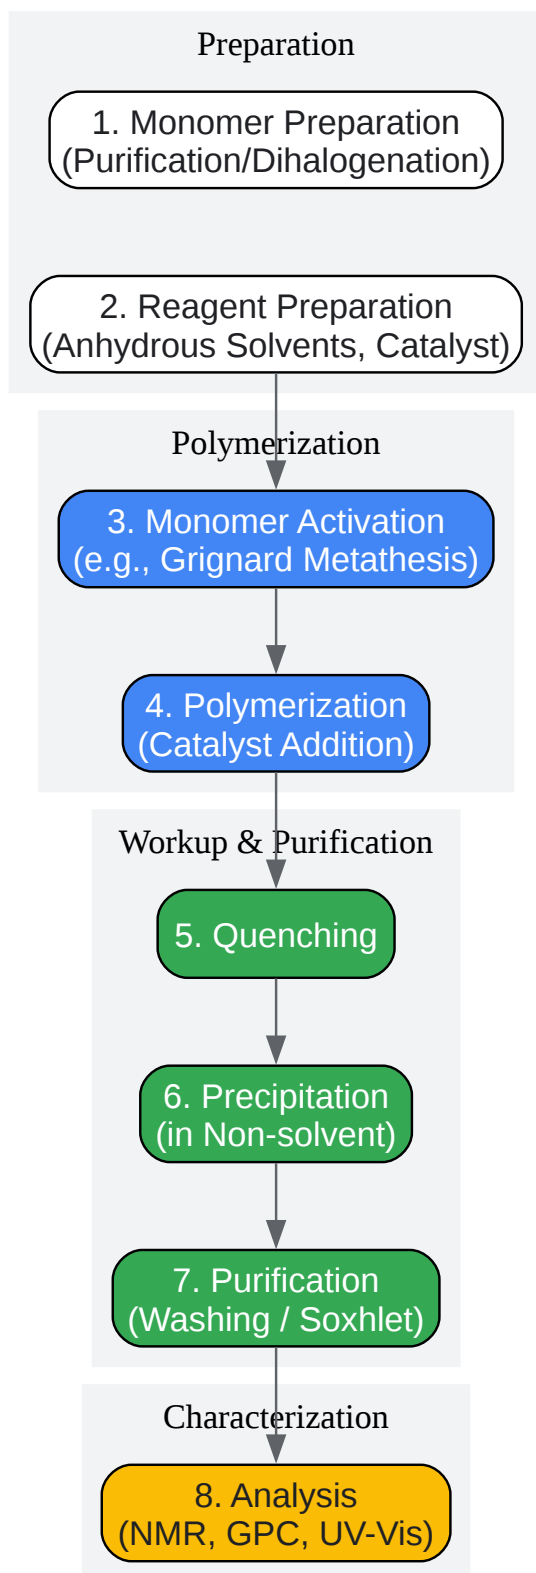 Preparation
1. Monomer Preparation
(Purification/Dihalogenation)
2. Reagent Preparation
(Anhydrous Solvents, Catalyst)
Polymerization
3. Monomer Activation
(e.g., Grignard Metathesis)
4. Polymerization
(Catalyst Addition)
Workup & Purification
5. Quenching
6. Precipitation
(in Non-solvent)
7. Purification
(Washing / Soxhlet)
Characterization
8. Analysis
(NMR, GPC, UV-Vis)